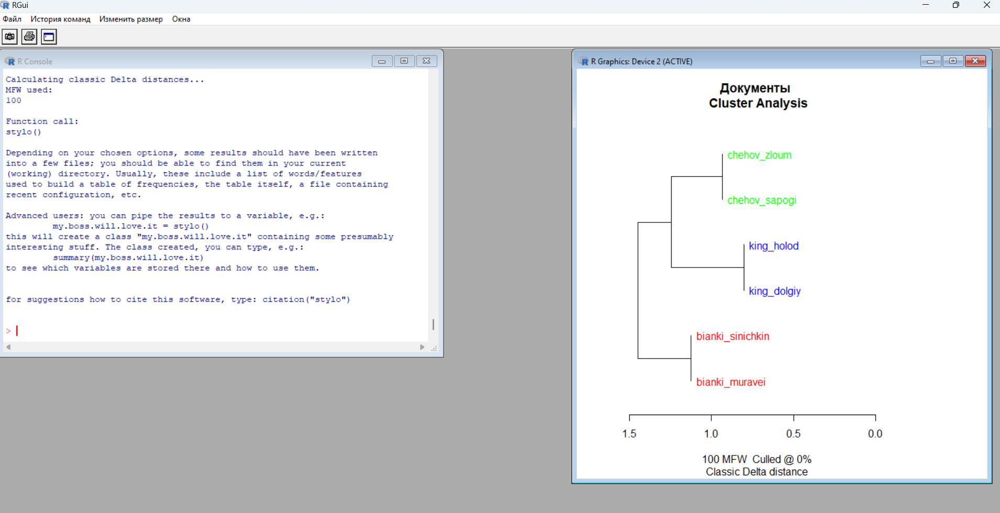 RGui
Файл История команд Изменить размер Окна
R Console
Calculating classic Delta distances...
MFW used:
100
Function call:
stylo()
Depending on your chosen options, some results should have been written
into a few files; you should be able to find them in your current
(working) directory. Usually, these include a list of words/features
used to build a table of frequencies, the table itself, a file containing
recent configuration, etc.
Advanced users: you can pipe the results to a variable, e.g.:
my.boss.will.love.it = stylo()
this will create a class "my.boss.will.love.it" containing some presumably
interesting stuff. The class created, you can type, e.g.:
summary(my.boss.will.love.it)
to see which variables are stored there and how to use them.
for suggestions how to cite this software, type: citation("stylo")
>
R Graphics: Device 2 (ACTIVE)
Документы
Cluster Analysis
chehov_zloum
chehov_sapogi
king_holod
king_dolgiy
bianki_sinichkin
bianki_muravei
1.5 1.0 0.5 0.0
100 MFW Culled @ 0%
Classic Delta distance